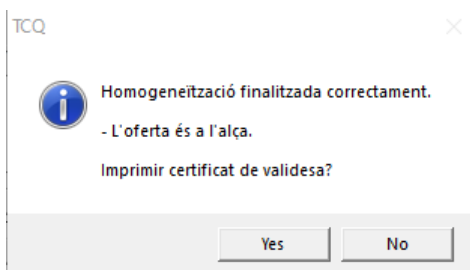 TCQ
Homogeneïtzació finalitzada correctament.
- L'oferta és a l'alça.
Imprimir certificat de validesa?
Yes
No